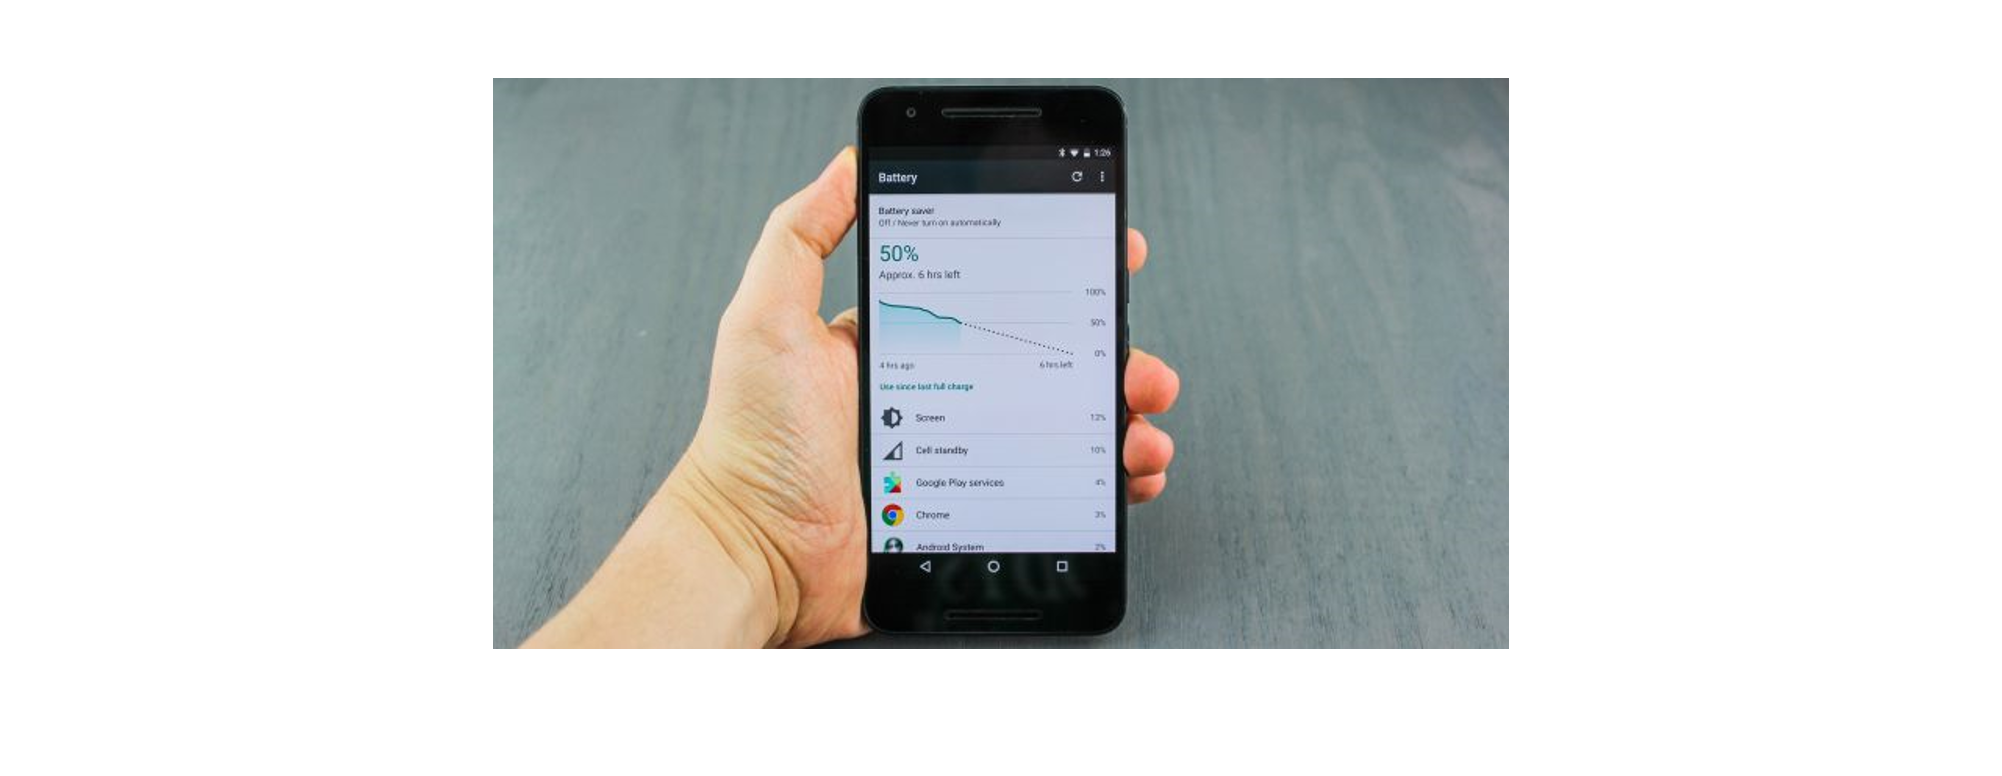 1:26
Battery
Battery saver
Off / Never turn on automatically
50%
Approx. 6 hrs left
100%
50%
0%
4 hrs ago 6 hrs left
Use since last full charge
Screen 12%
Cell standby 10%
Google Play services 4%
Chrome 3%
Android System 2%